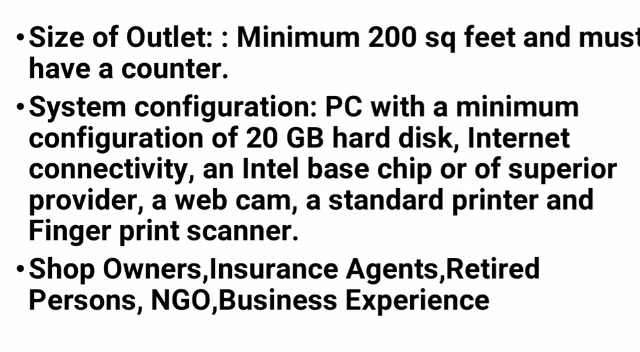 •Size of Outlet: : Minimum 200 sq feet and must
have a counter.
•System configuration: PC with a minimum
configuration of 20 GB hard disk, Internet
connectivity, an Intel base chip or of superior
provider, a web cam, a standard printer and
Finger print scanner.
•Shop Owners,Insurance Agents,Retired
Persons, NGO,Business Experience